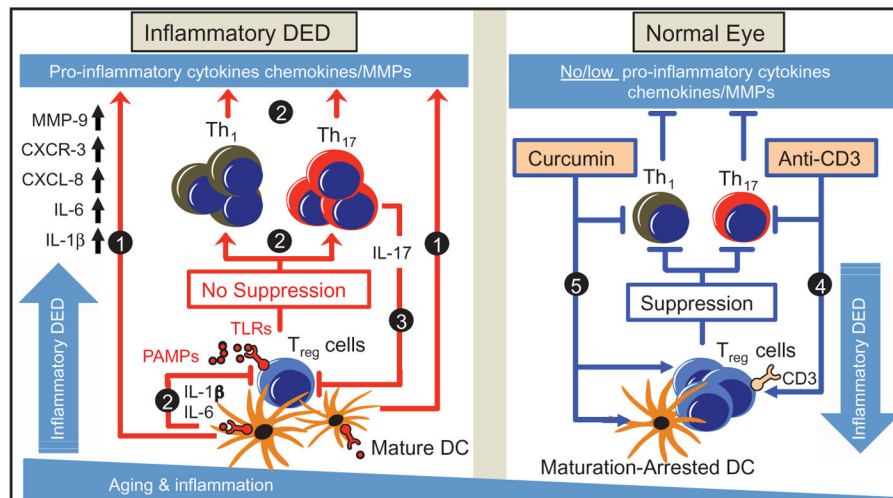 Inflammatory DED
Pro-inflammatory cytokines chemokines/MMPs
MMP-9
CXCR-3
CXCL-8
IL-6
IL-1β
1
2
Th1
Th17
2
1
IL-17
No Suppression
3
TLRs
PAMPs
Treg cells
2
IL-1β
IL-6
Mature DC
Inflammatory DED
Aging & inflammation
Normal Eye
No/low pro-inflammatory cytokines
chemokines/MMPs
Curcumin
Anti-CD3
Th1
Th17
5
4
Suppression
Treg cells
CD3
Maturation-Arrested DC
Inflammatory DED